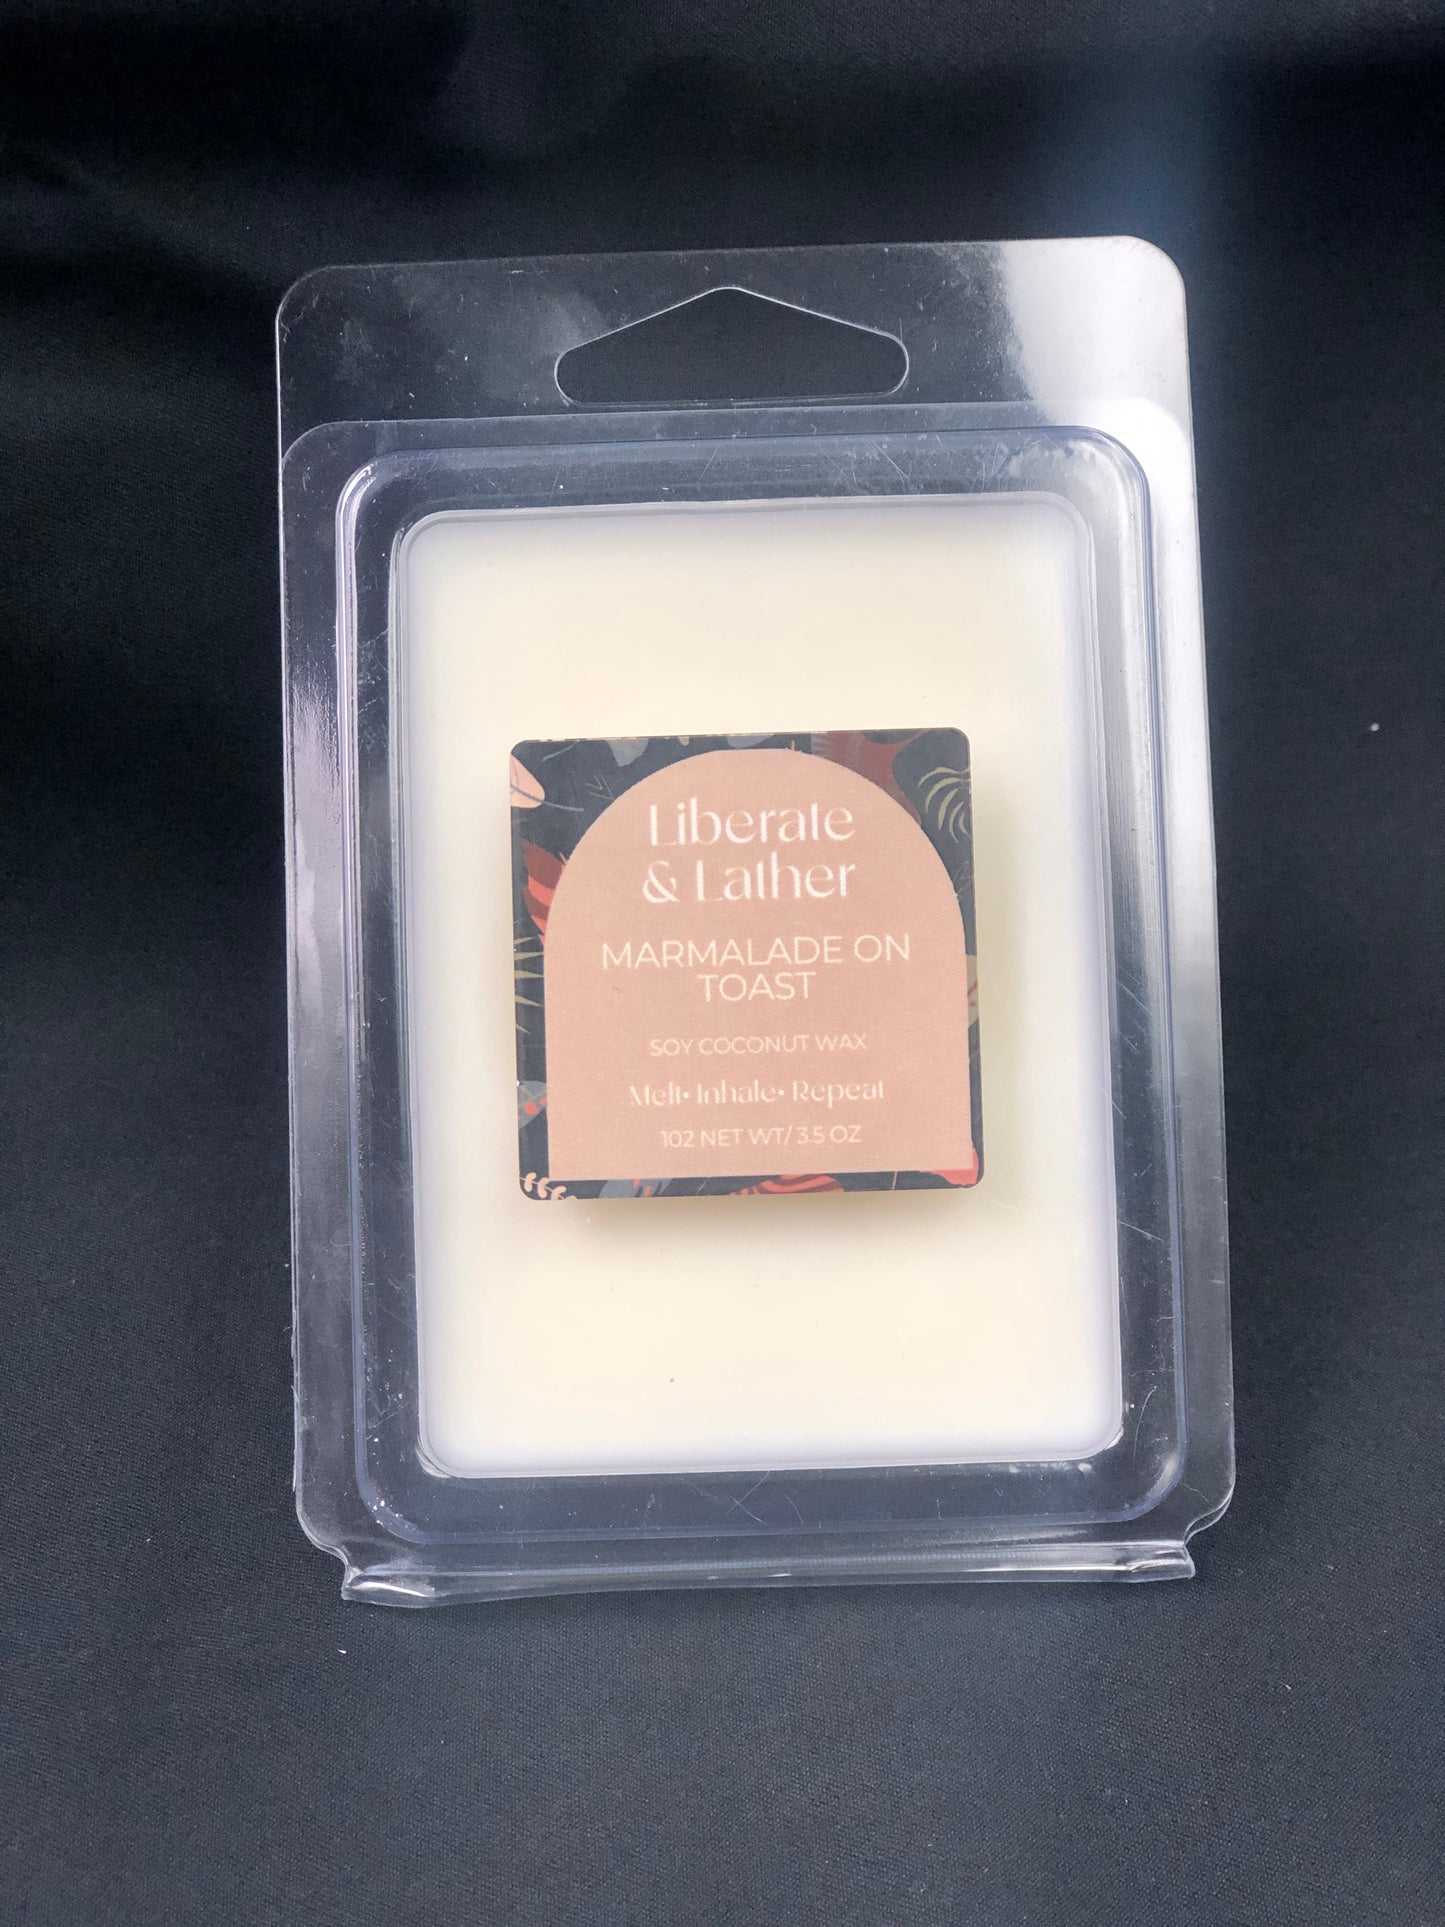 Liberate
& Lather
MARMALADE ON
TOAST
SOY COCONUT WAX
Melt• Inhale• Repeat
102 NET WT/ 3.5 OZ